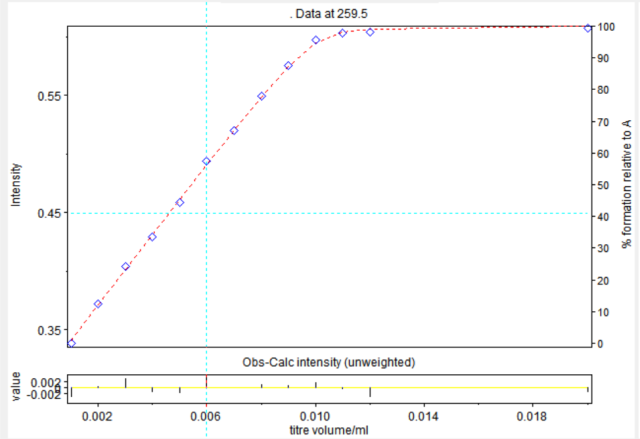 . Data at 259.5
Intensity
0.55
0.45
0.35
100
90
80
70
60
50
40
30
20
10
0
% formation relative to A
Obs-Calc intensity (unweighted)
value
0.002
0
-0.002
0.002 0.006 0.010 0.014 0.018
titre volume/ml